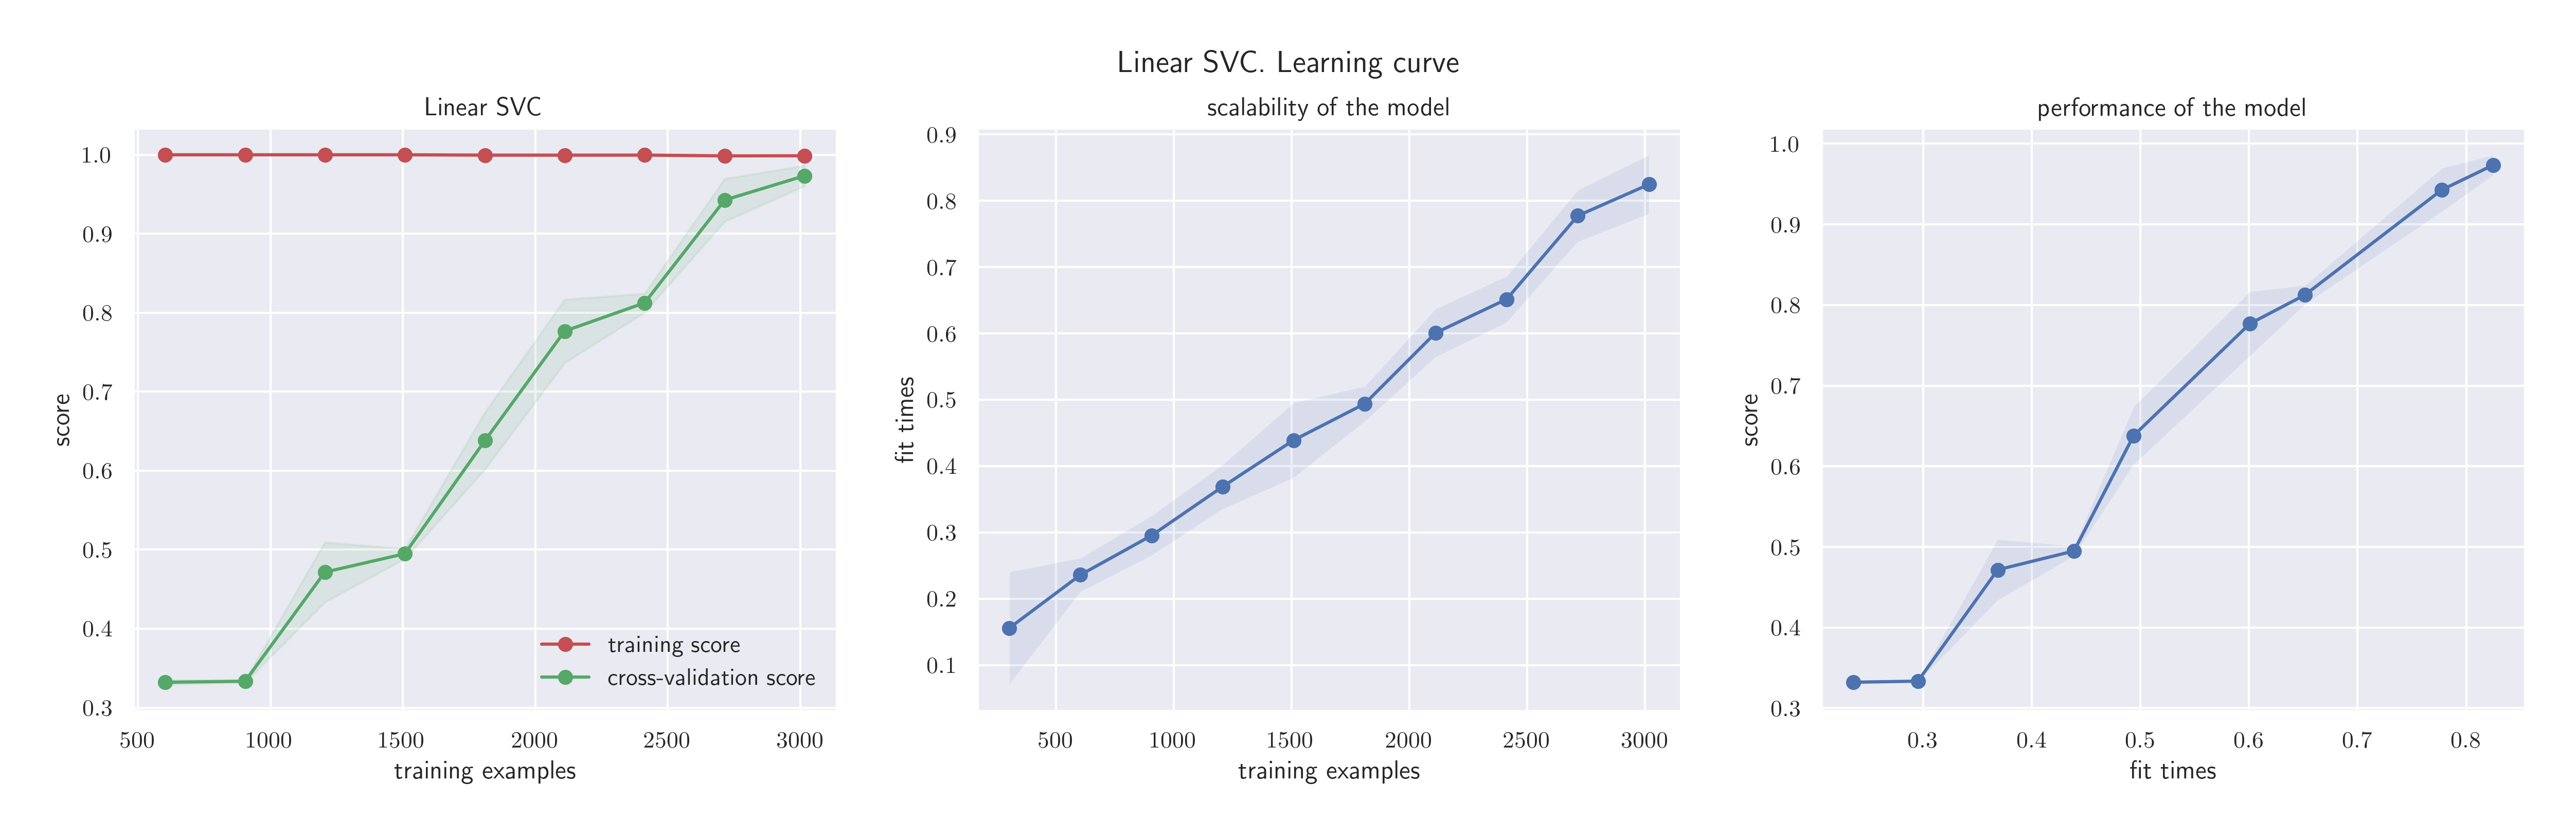 Linear SVC. Learning curve
Linear SVC
1.0
0.9
0.8
0.7
0.6
0.5
0.4
0.3
score
training score
cross-validation score
500 1000 1500 2000 2500 3000
training examples
scalability of the model
0.9
0.8
0.7
0.6
0.5
0.4
0.3
0.2
0.1
fit times
500 1000 1500 2000 2500 3000
training examples
performance of the model
1.0
0.9
0.8
0.7
0.6
0.5
0.4
0.3
score
0.3 0.4 0.5 0.6 0.7 0.8
fit times